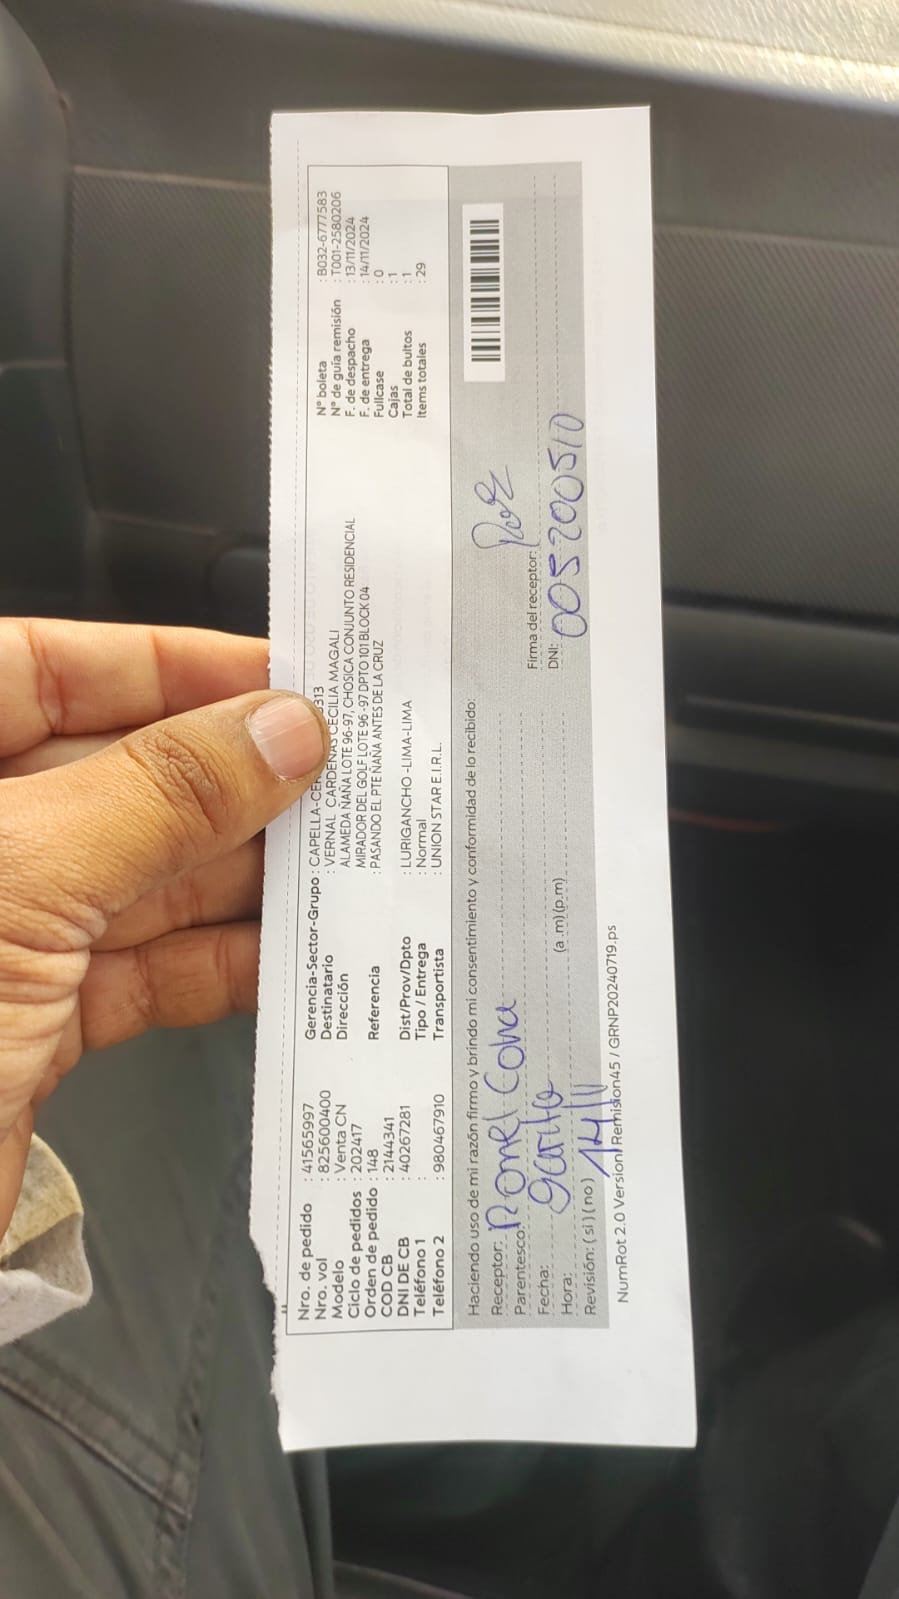 Nro. de pedido : 41565997
Nro. vol : 825600400
Modelo : Venta CN
Ciclo de pedidos : 202417
Orden de pedido : 148
COD CB : 2144341
DNI DE CB : 40267281
Teléfono 1 :
Teléfono 2 : 980467910
Gerencia-Sector-Grupo : CAPELLA-
Destinatario : VERNAL CARDENAS CECILIA MAGALI
Dirección ALAMEDA ÑAÑA LOTE 96-97, CHOSICA CONJUNTO RESIDENCIAL
MIRADOR DEL GOLF LOTE 96 -97 DPTO 101 BLOCK 04
Referencia : PASANDO EL PTE ÑAÑA ANTES DE LA CRUZ
Dist/Prov/Dpto : LURIGANCHO -LIMA-LIMA
Tipo / Entrega : Normal
Transportista : UNION STAR E.I.R.L.
N° boleta : B032-6777583
N° de guía remisión : T001-2580206
F. de despacho : 13/11/2024
F. de entrega : 14/11/2024
Fullcase : 0
Cajas : 1
Total de bultos : 1
Items totales : 29
Haciendo uso de mi razón firmo y brindo mi consentimiento y conformidad de lo recibido:
Receptor:
Parentesco:
Fecha: 14/11
Hora: (a .m) (p.m)
Revisión: ( si ) ( no )
Firma del receptor:
DNI: 005200510
NumRot 2.0 Version: Remision45 / GRNP20240719.ps